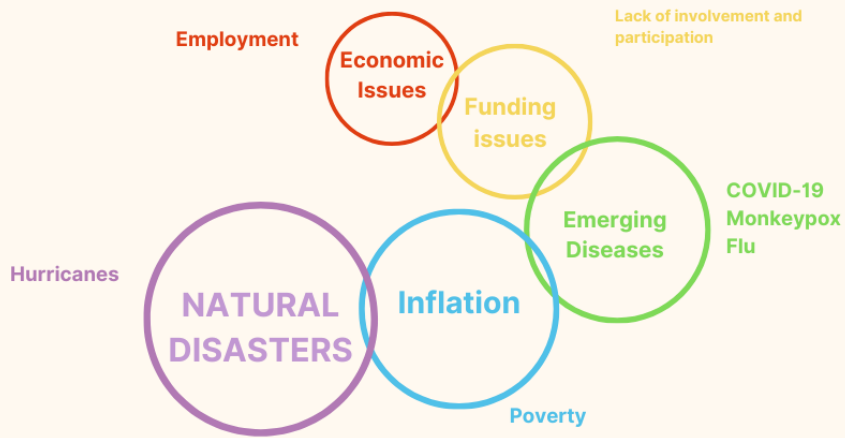 Lack of involvement and
participation
Employment
Economic
Issues
Funding
issues
COVID-19
Monkeypox
Flu
Emerging
Diseases
Hurricanes
NATURAL
DISASTERS
Inflation
Poverty